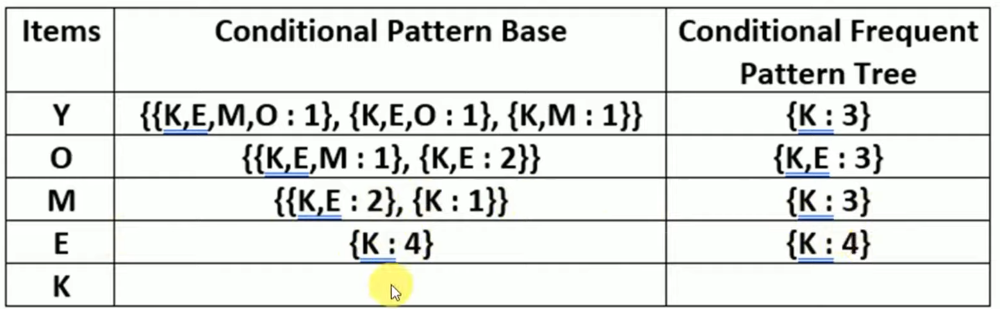 Items Conditional Pattern Base Conditional Frequent
Pattern Tree
Y {{K,E,M,O : 1}, {K,E,O : 1}, {K,M : 1}} {K : 3}
O {{K,E,M : 1}, {K,E : 2}} {K,E : 3}
M {{K,E : 2}, {K : 1}} {K : 3}
E {K : 4} {K : 4}
K